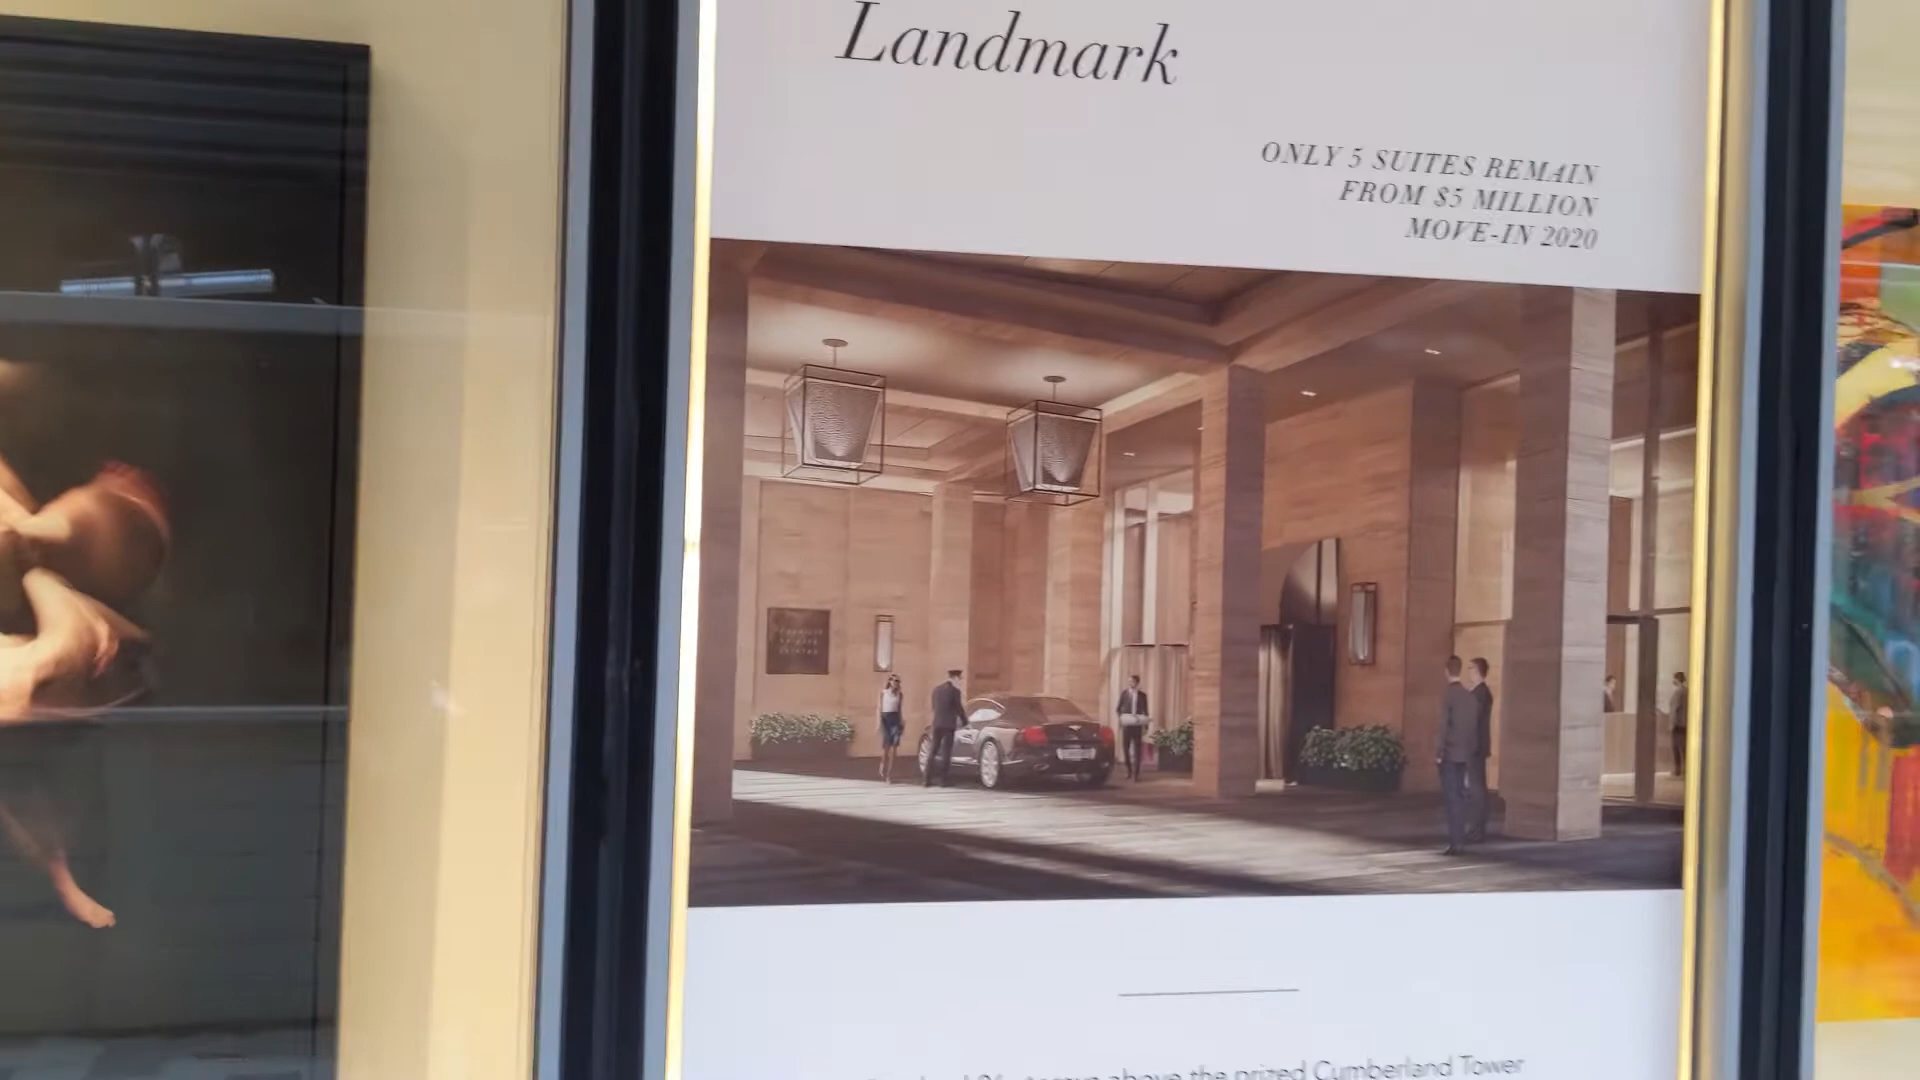 Landmark
ONLY 5 SUITES REMAIN
FROM $5 MILLION
MOVE-IN 2020
above the prized Cumberland Tower